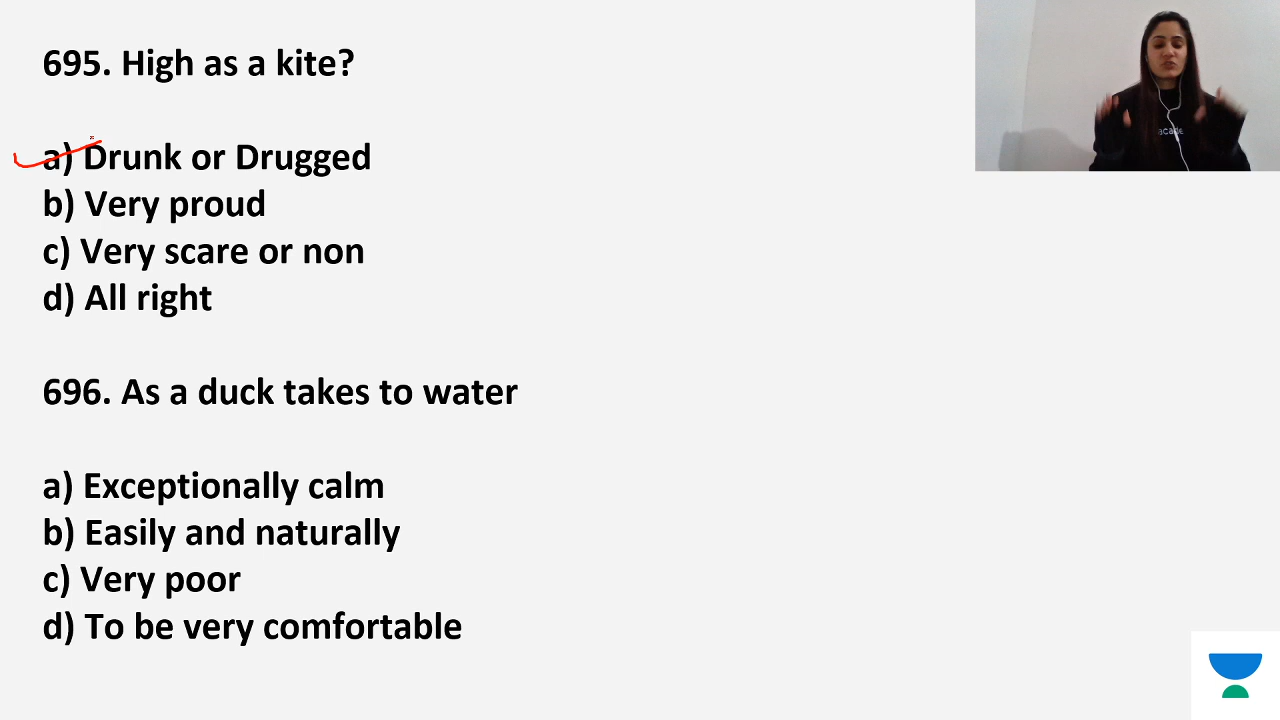 695. High as a kite?
a) Drunk or Drugged
b) Very proud
c) Very scare or non
d) All right
696. As a duck takes to water
a) Exceptionally calm
b) Easily and naturally
c) Very poor
d) To be very comfortable